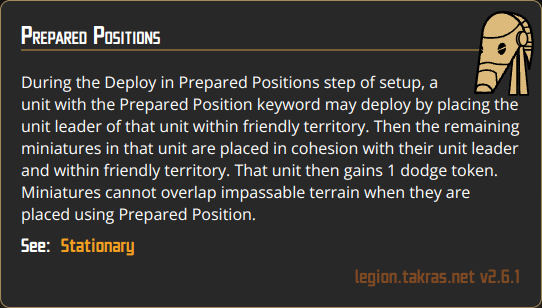 Prepared Positions
During the Deploy in Prepared Positions step of setup, a
unit with the Prepared Position keyword may deploy by placing the
unit leader of that unit within friendly territory. Then the remaining
miniatures in that unit are placed in cohesion with their unit leader
and within friendly territory. That unit then gains 1 dodge token.
Miniatures cannot overlap impassable terrain when they are
placed using Prepared Position.
See: Stationary
legion.takras.net v2.6.1